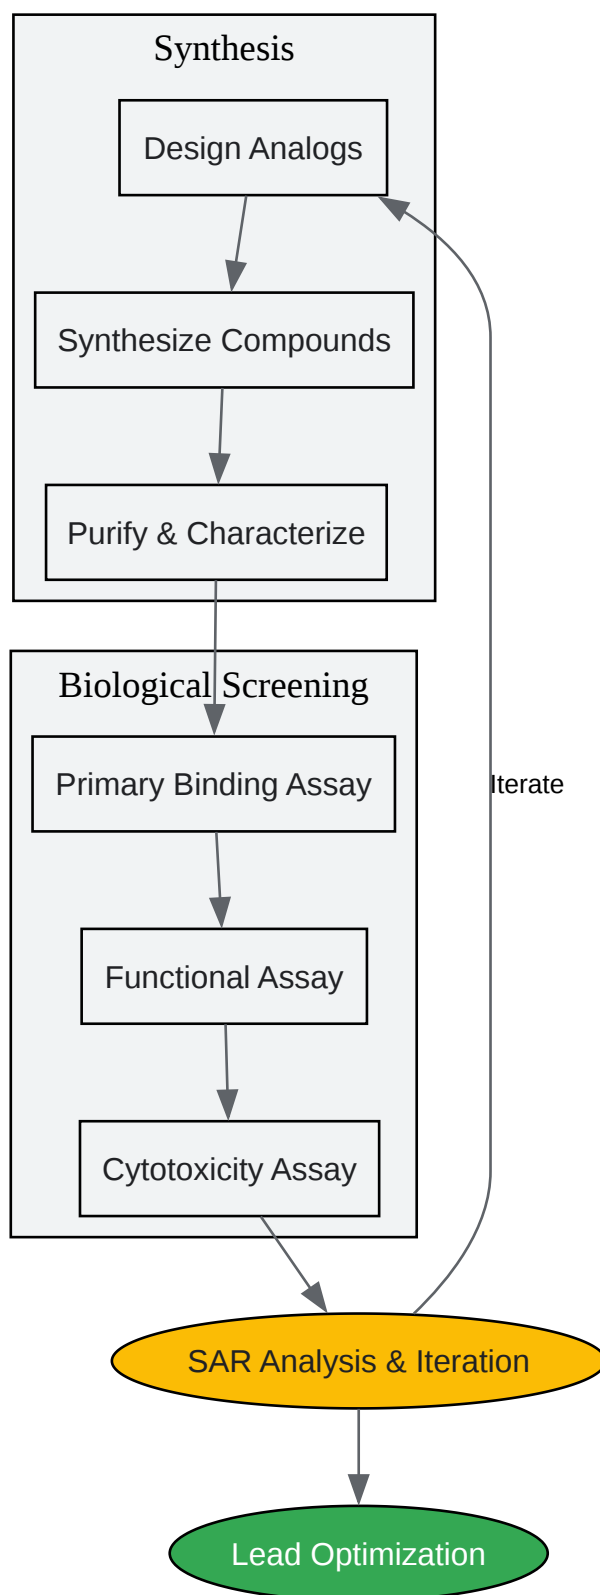 Synthesis
Design Analogs
Synthesize Compounds
Purify & Characterize
Biological Screening
Primary Binding Assay
Iterate
Functional Assay
Cytotoxicity Assay
SAR Analysis & Iteration
Lead Optimization